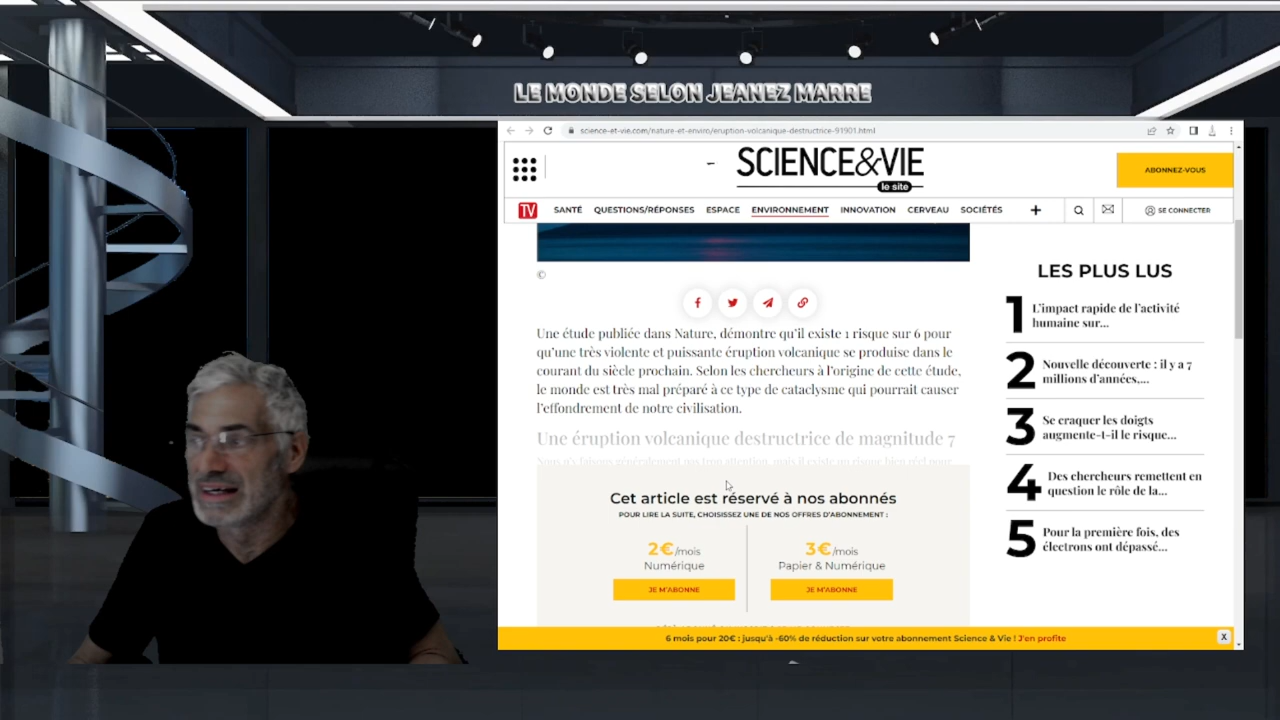 LE MONDE SELON JEANEZ MARRE
science-et-vie.com/nature-et-enviro/eruption-volcanique-destructrice-91901.html
SCIENCE&VIE
le site
ABONNEZ-VOUS
TV SANTÉ QUESTIONS/RÉPONSES ESPACE ENVIRONNEMENT INNOVATION CERVEAU SOCIÉTÉS + SE CONNECTER
©
Une étude publiée dans Nature, démontre qu'il existe 1 risque sur 6 pour
qu'une très violente et puissante éruption volcanique se produise dans le
courant du siècle prochain. Selon les chercheurs à l'origine de cette étude,
le monde est très mal préparé à ce type de cataclysme qui pourrait causer
l'effondrement de notre civilisation.
Une éruption volcanique destructrice de magnitude 7
Cet article est réservé à nos abonnés
POUR LIRE LA SUITE, CHOISISSEZ UNE DE NOS OFFRES D'ABONNEMENT :
2€/mois
Numérique
JE M'ABONNE
3€/mois
Papier & Numérique
JE M'ABONNE
LES PLUS LUS
1 L'impact rapide de l'activité
humaine sur...
2 Nouvelle découverte : il y a 7
millions d'années,...
3 Se craquer les doigts
augmente-t-il le risque...
4 Des chercheurs remettent en
question le rôle de la...
5 Pour la première fois, des
électrons ont dépassé...
6 mois pour 20€ : jusqu'à -60% de réduction sur votre abonnement Science & Vie ! J'en profite
X